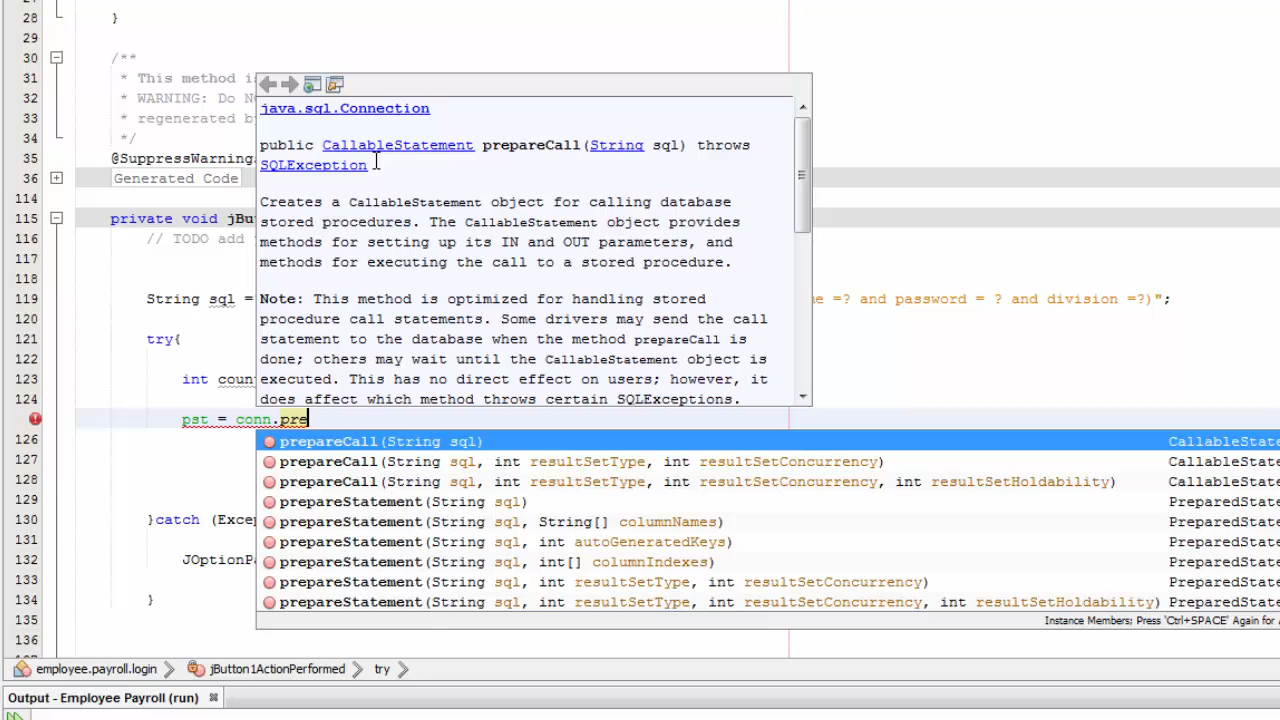 28 }
29
30 /**
31 * This method i
32 * WARNING: Do N
33 * regenerated by
34 */
35 @SuppressWarning
36 Generated Code
114
115 private void jBu
116 // TODO add
117
118
119 String sql = me =? and password = ? and division =?)";
120
121 try{
122
123 int coun
124
pst = conn.pre
126
127
128
129
130 }catch (Excep
131
132 JOptionPa
133
134 }
135
136
java.sql.Connection
public CallableStatement prepareCall(String sql) throws
SQLException
Creates a CallableStatement object for calling database
stored procedures. The CallableStatement object provides
methods for setting up its IN and OUT parameters, and
methods for executing the call to a stored procedure.
Note: This method is optimized for handling stored
procedure call statements. Some drivers may send the call
statement to the database when the method prepareCall is
done; others may wait until the CallableStatement object is
executed. This has no direct effect on users; however, it
does affect which method throws certain SQLExceptions.
prepareCall(String sql) CallableState
prepareCall(String sql, int resultSetType, int resultSetConcurrency) CallableState
prepareCall(String sql, int resultSetType, int resultSetConcurrency, int resultSetHoldability) CallableState
prepareStatement(String sql) PreparedState
prepareStatement(String sql, String[] columnNames) PreparedState
prepareStatement(String sql, int autoGeneratedKeys) PreparedState
prepareStatement(String sql, int[] columnIndexes) PreparedState
prepareStatement(String sql, int resultSetType, int resultSetConcurrency) PreparedState
prepareStatement(String sql, int resultSetType, int resultSetConcurrency, int resultSetHoldability) PreparedState
Instance Members; Press 'Ctrl+SPACE' Again for A
employee.payroll.login jButton1ActionPerformed try
Output - Employee Payroll (run)